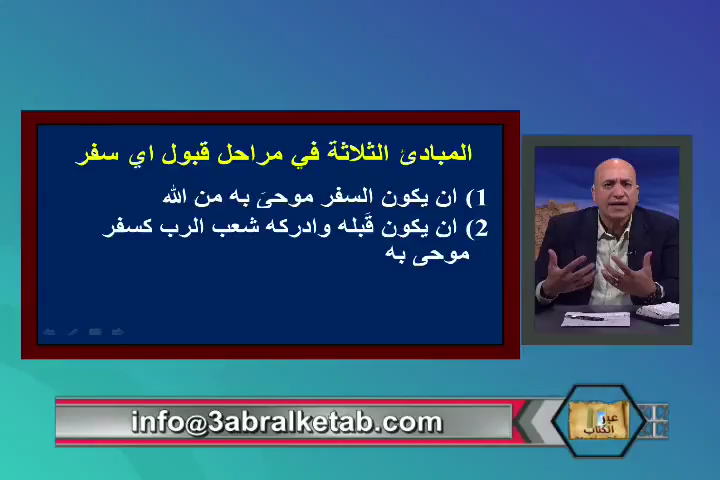 المبادئ الثلاثة في مراحل قبول اي سفر
1) ان يكون السفر موحىَ به من الله
2) ان يكون قَبله وادركه شعب الرب كسفر
موحى به
info@3abralketab.com
عبر
الكتاب